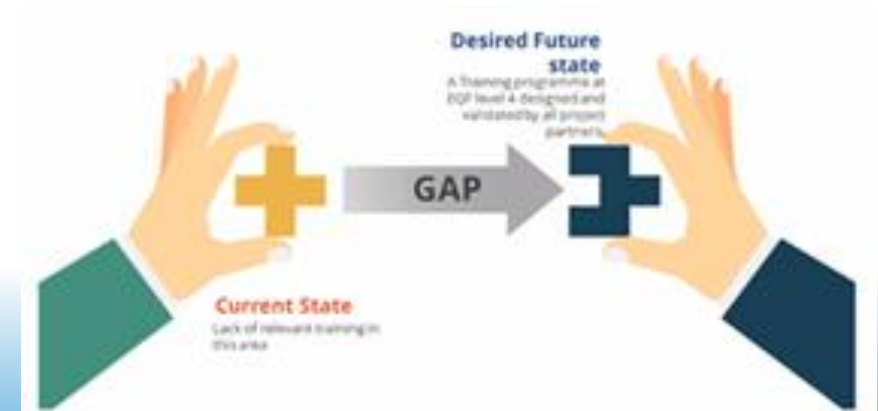 Desired Future
state
A Training programme at
EQF level 4 designed and
validated by all project
partners
GAP
Current State
Lack of relevant training in
this area